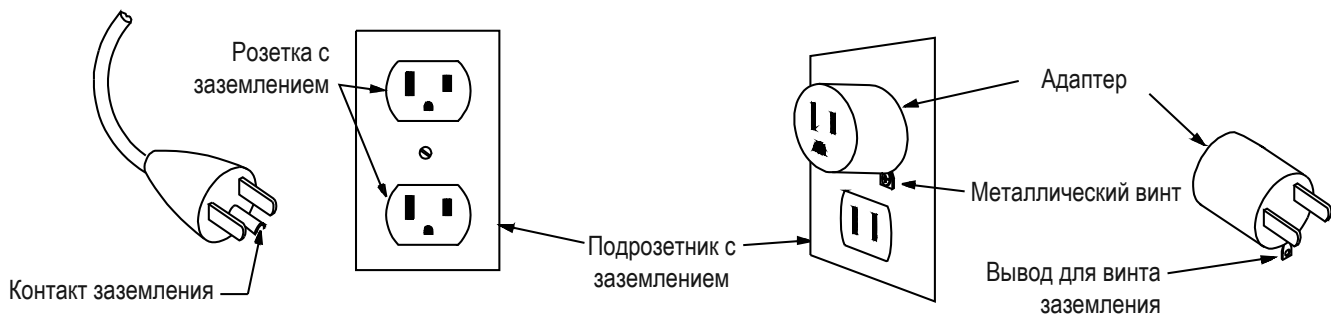 Розетка с
заземлением
Контакт заземления
Подрозетник с
заземлением
Адаптер
Металлический винт
Вывод для винта
заземления